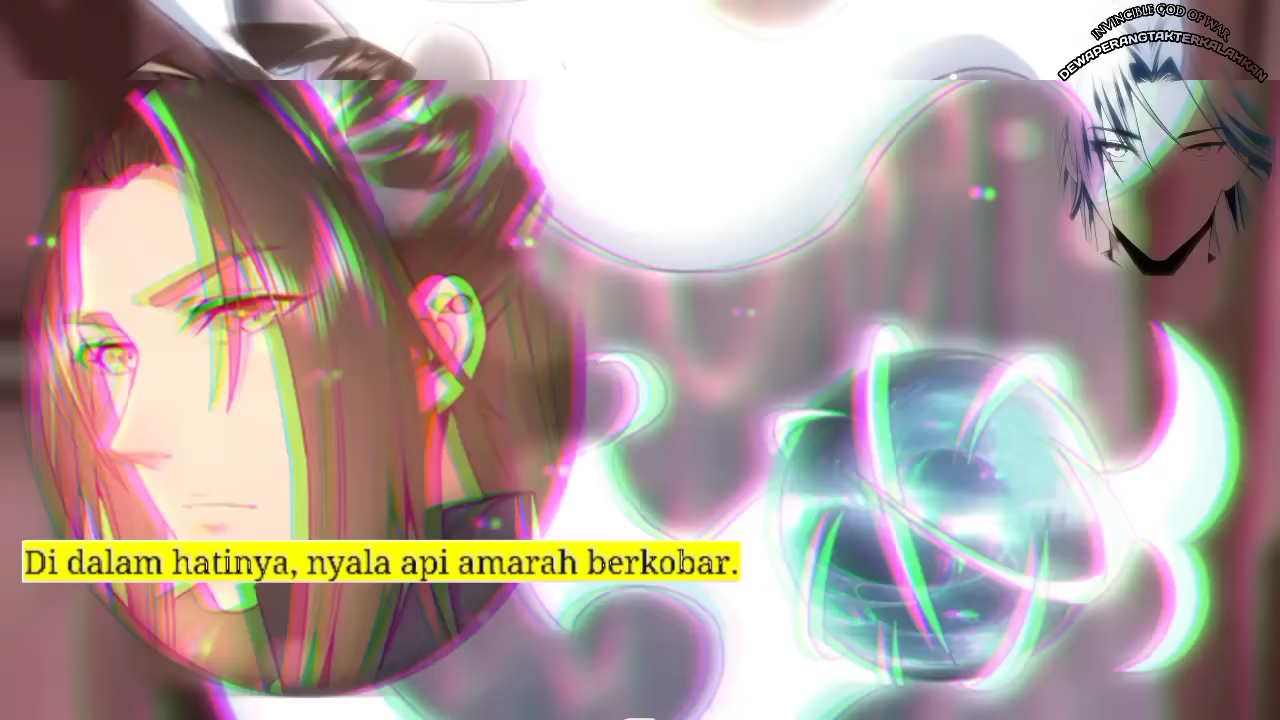 INVINCIBLE GOD OF WAR
DEWAPERANGTAKTERKALAHKAN
Di dalam hatinya, nyala api amarah berkobar.